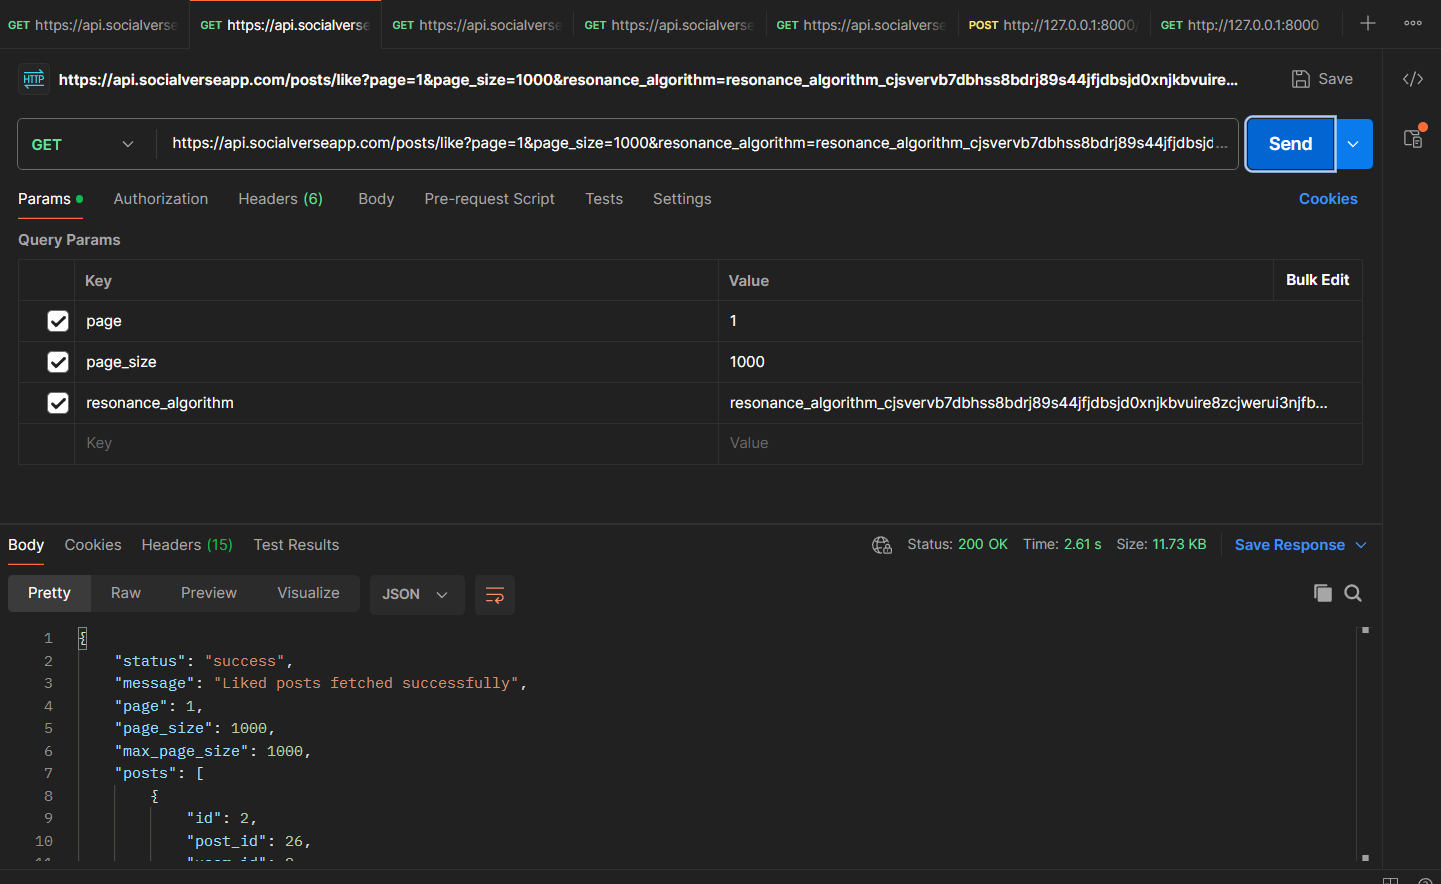 GET https://api.socialverse GET https://api.socialverse GET https://api.socialverse GET https://api.socialverse GET https://api.socialverse POST http://127.0.0.1:8000/ GET http://127.0.0.1:8000
HTTP https://api.socialverseapp.com/posts/like?page=1&page_size=1000&resonance_algorithm=resonance_algorithm_cjsvervb7dbhss8bdrj89s44jfjdbsjd0xnjkbvuire... Save
GET https://api.socialverseapp.com/posts/like?page=1&page_size=1000&resonance_algorithm=resonance_algorithm_cjsvervb7dbhss8bdrj89s44jfjdbsjd... Send
Params Authorization Headers (6) Body Pre-request Script Tests Settings Cookies
Query Params
Key Value Bulk Edit
page 1
page_size 1000
resonance_algorithm resonance_algorithm_cjsvervb7dbhss8bdrj89s44jfjdbsjd0xnjkbvuire8zcjwerui3njfb...
Key Value
Body Cookies Headers (15) Test Results Status: 200 OK Time: 2.61 s Size: 11.73 KB Save Response
Pretty Raw Preview Visualize JSON
1 {
2 "status": "success",
3 "message": "Liked posts fetched successfully",
4 "page": 1,
5 "page_size": 1000,
6 "max_page_size": 1000,
7 "posts": [
8 {
9 "id": 2,
10 "post_id": 26,